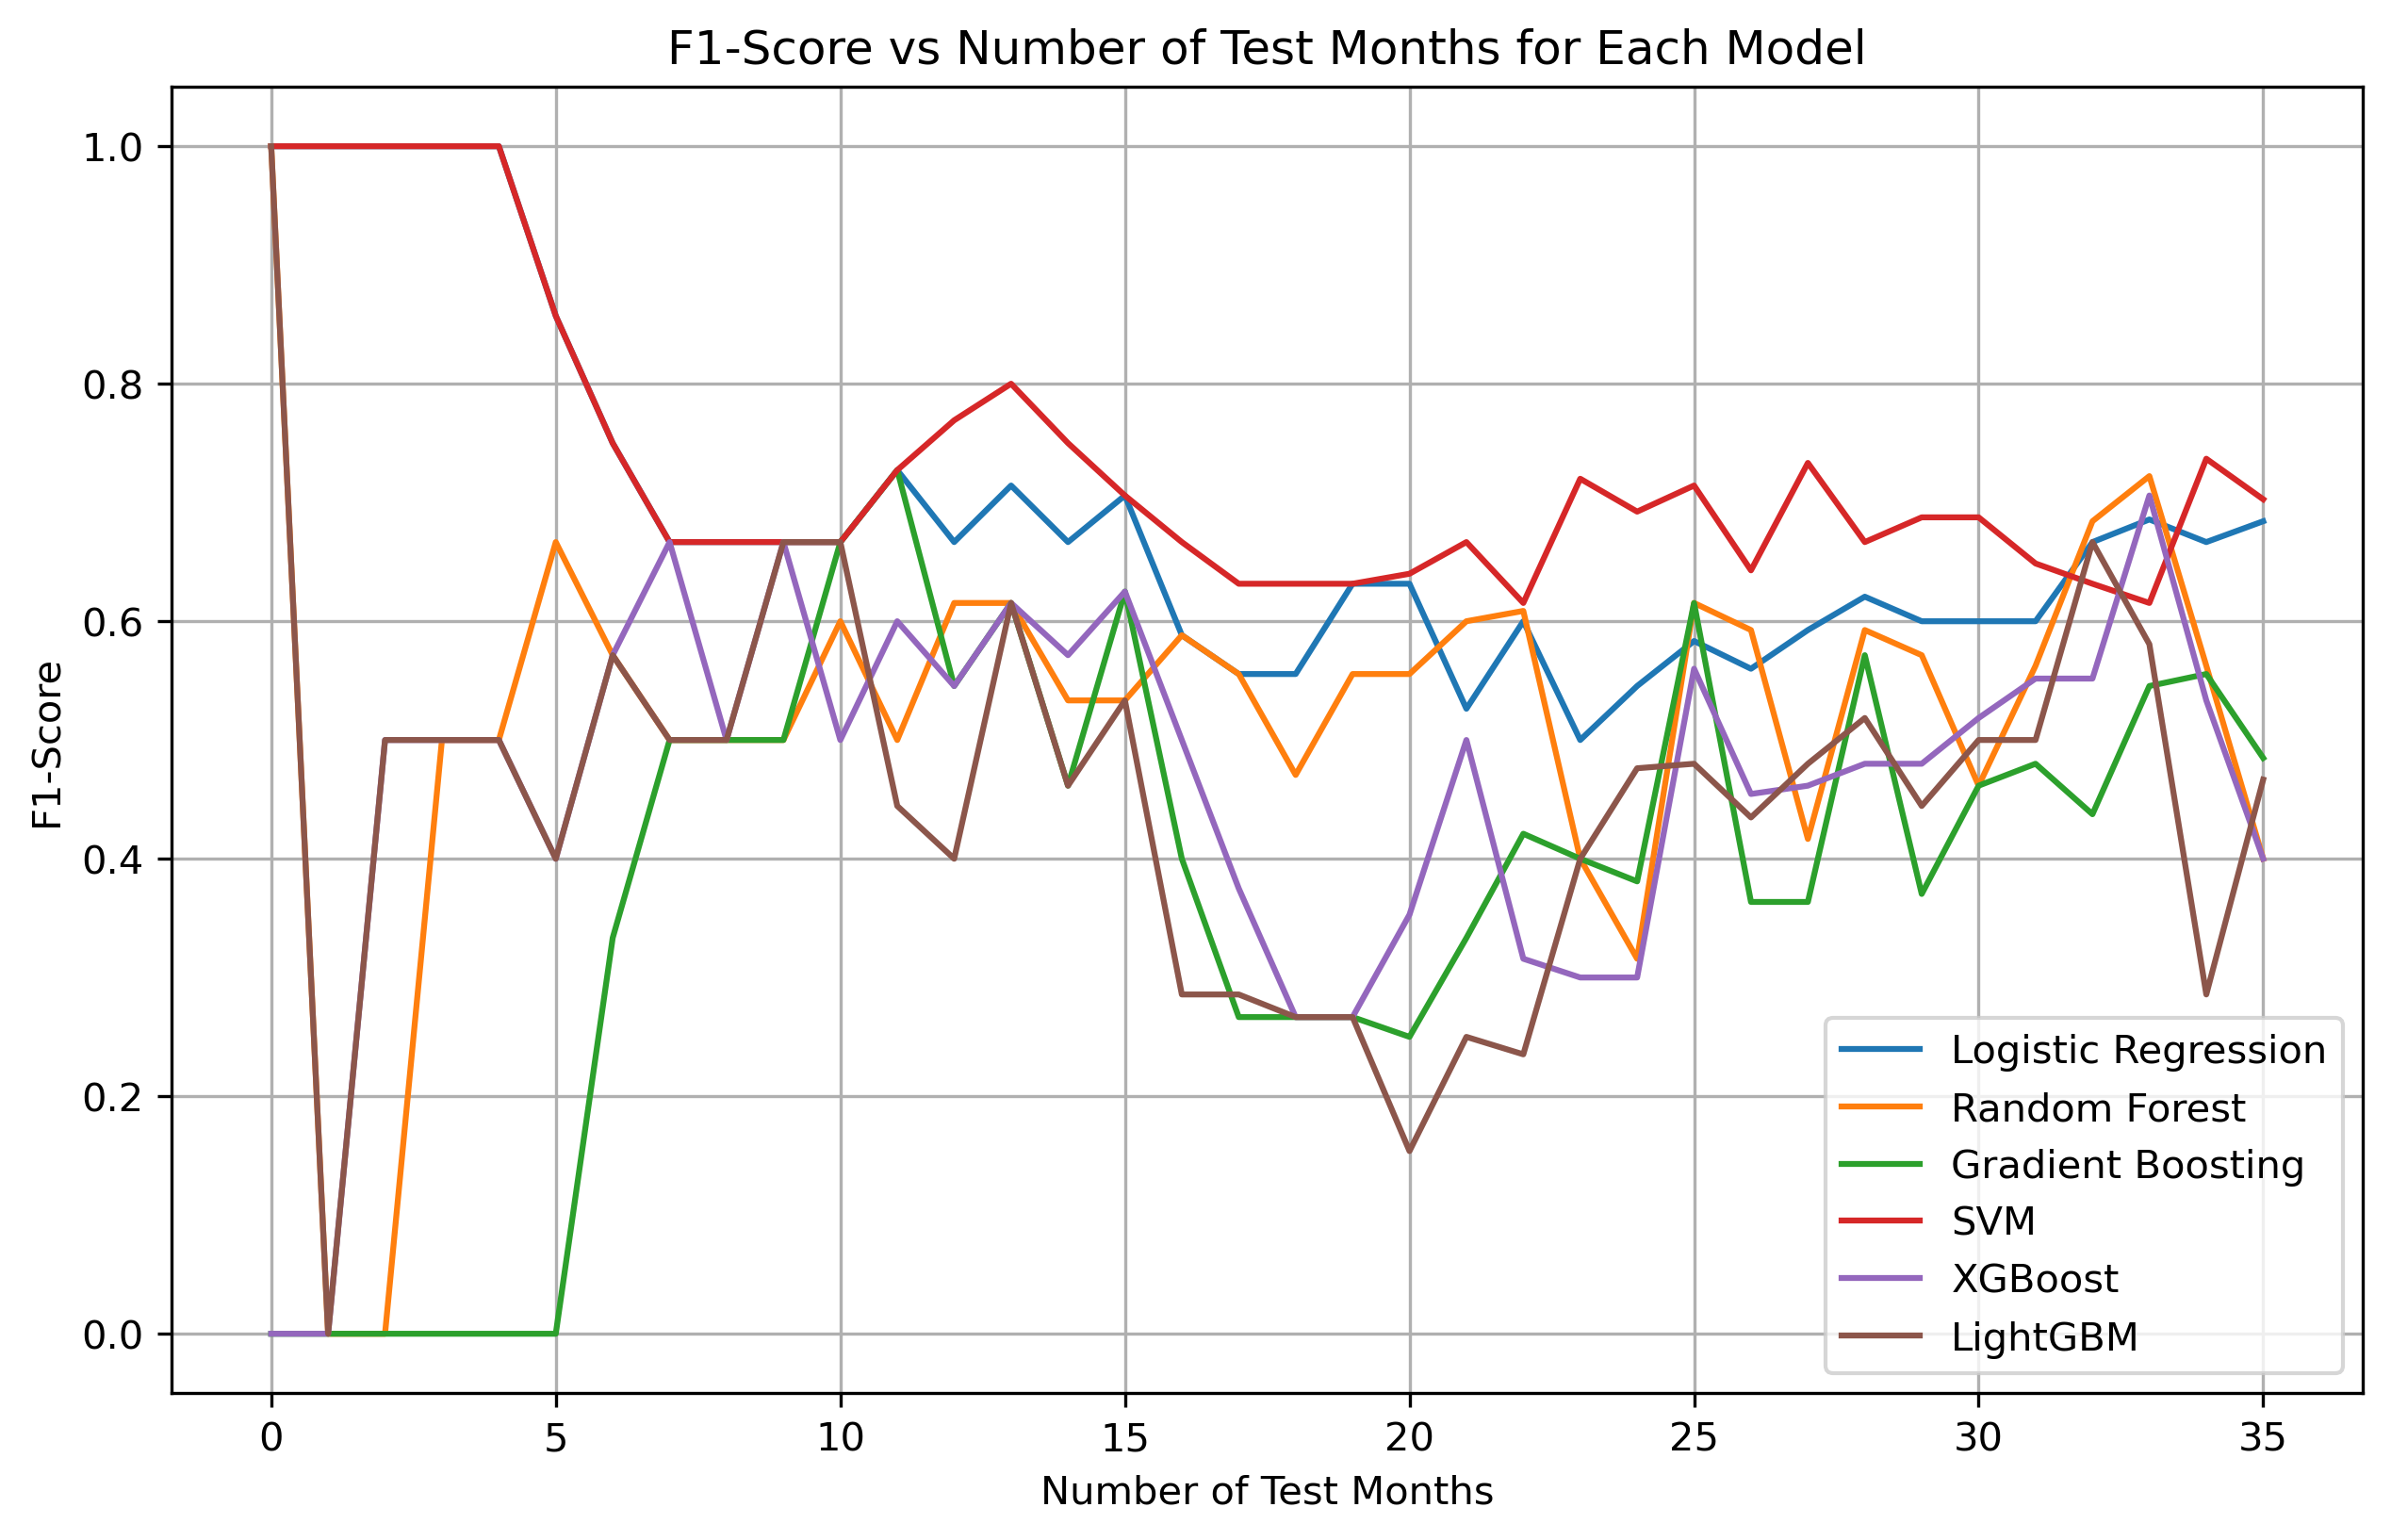 F1-Score vs Number of Test Months for Each Model
1.0
0.8
0.6
0.4
0.2
0.0
F1-Score
0 5 10 15 20 25 30 35
Number of Test Months
Logistic Regression
Random Forest
Gradient Boosting
SVM
XGBoost
LightGBM